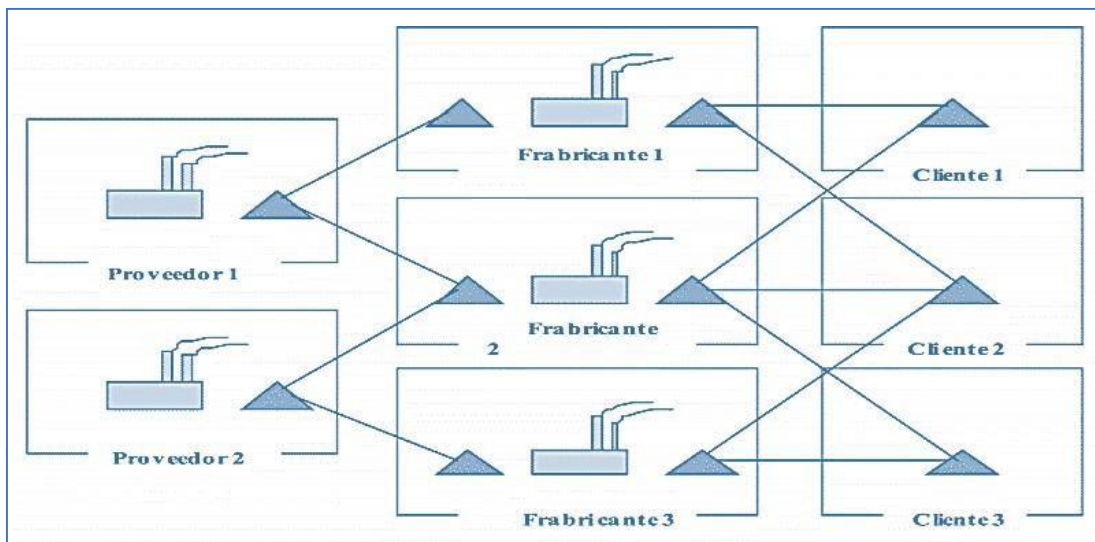 Proveedor 1
Proveedor 2
Frabricante 1
Frabricante
2
Frabricante 3
Cliente 1
Cliente 2
Cliente 3